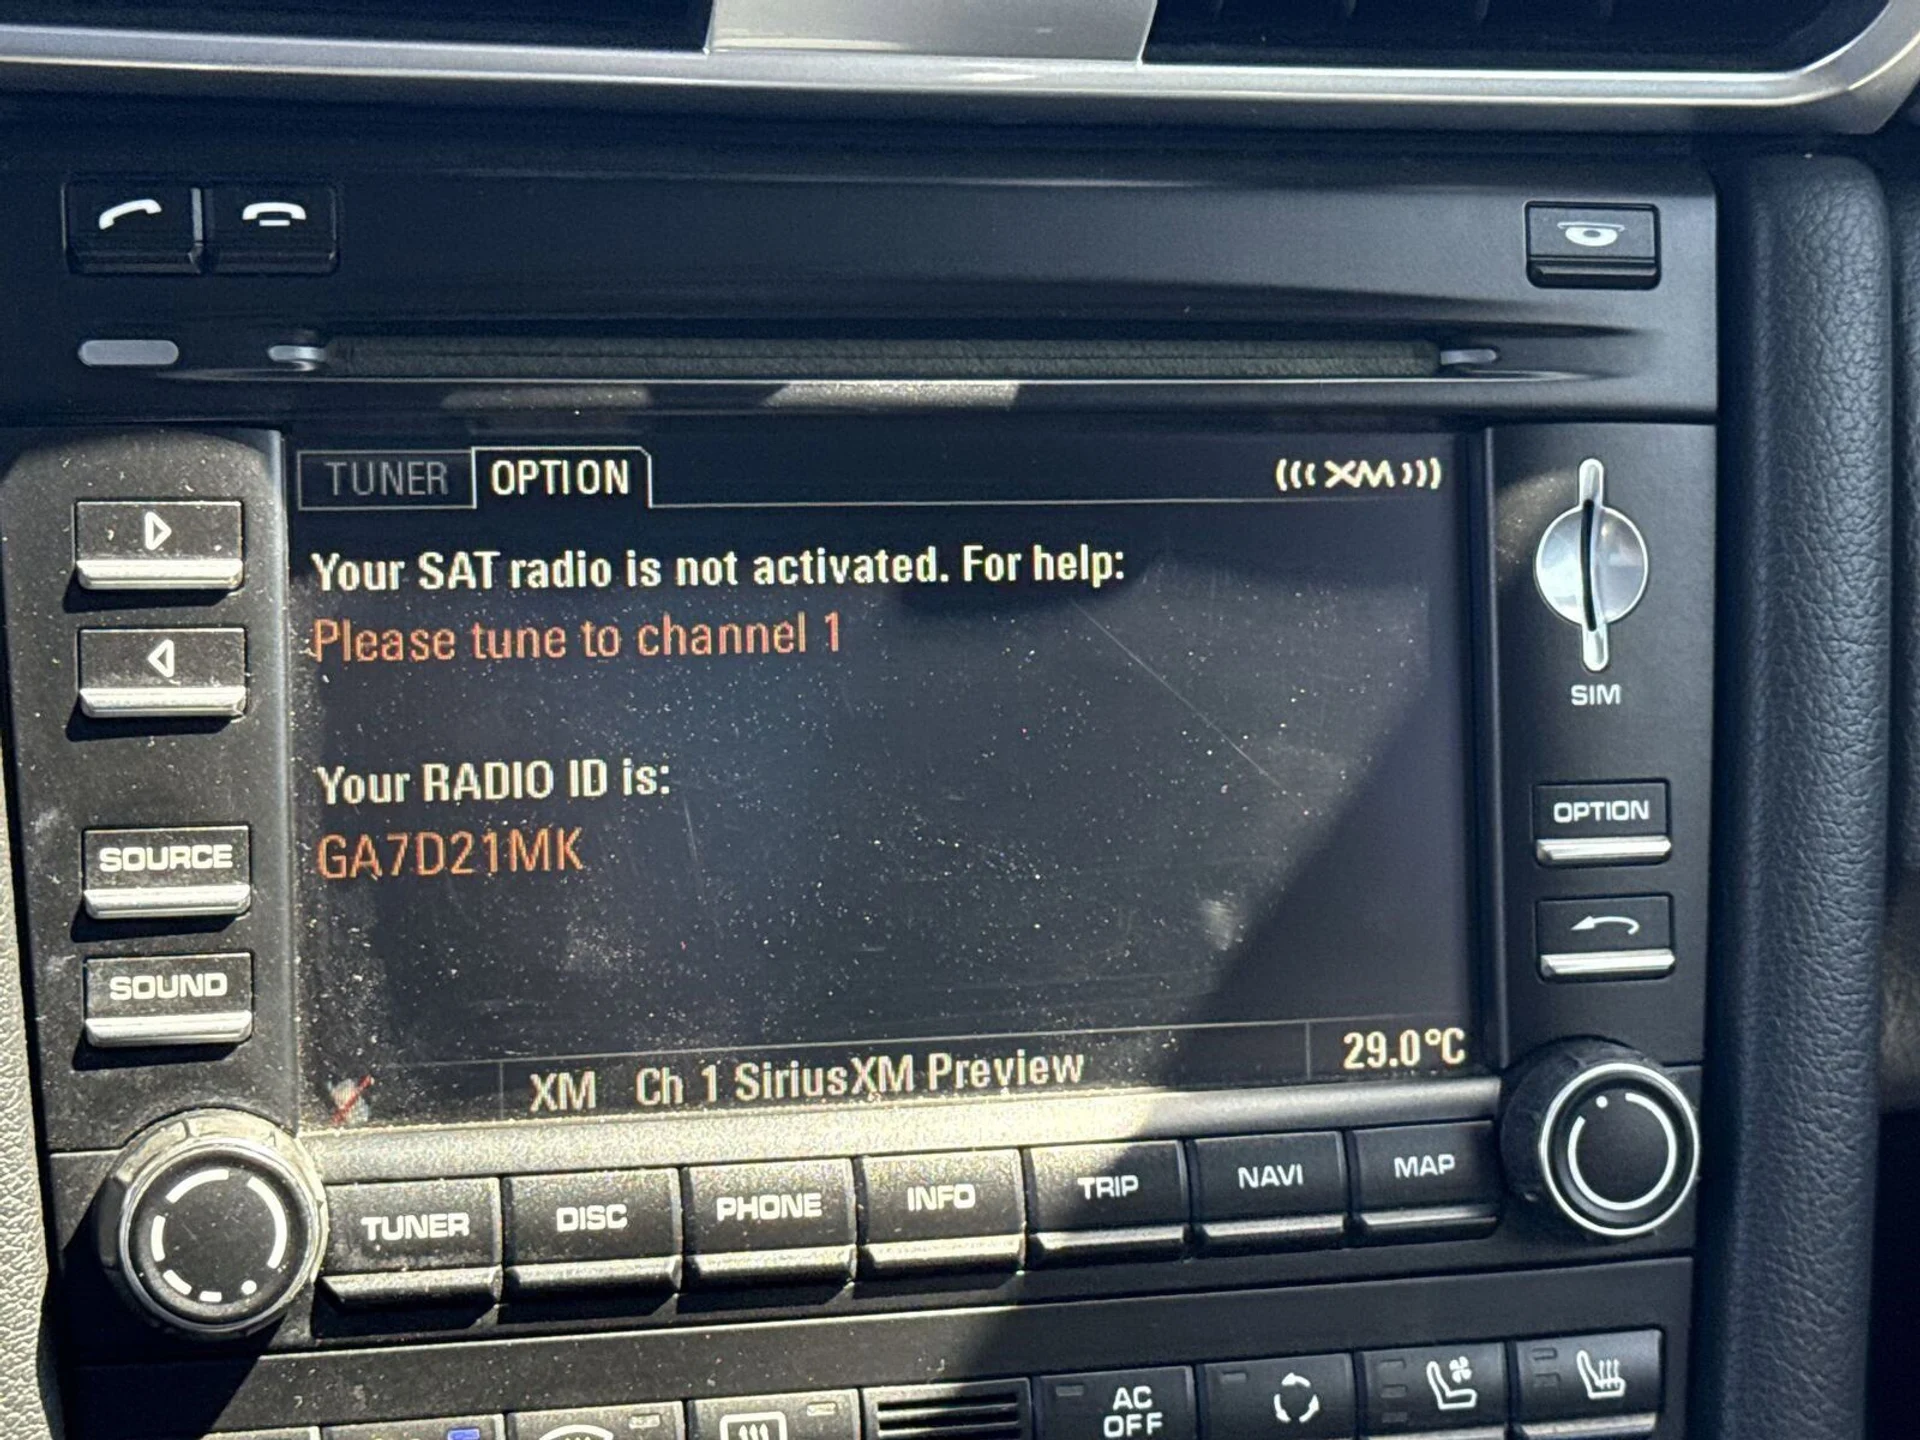 TUNER OPTION (((XM)))
Your SAT radio is not activated. For help:
Please tune to channel 1
SIM
Your RADIO ID is:
OPTION
SOURCE
GA7D21MK
SOUND
29.0°C
XM Ch 1 SiriusXM Preview
TUNER DISC PHONE INFO TRIP NAVI MAP
AC
OFF